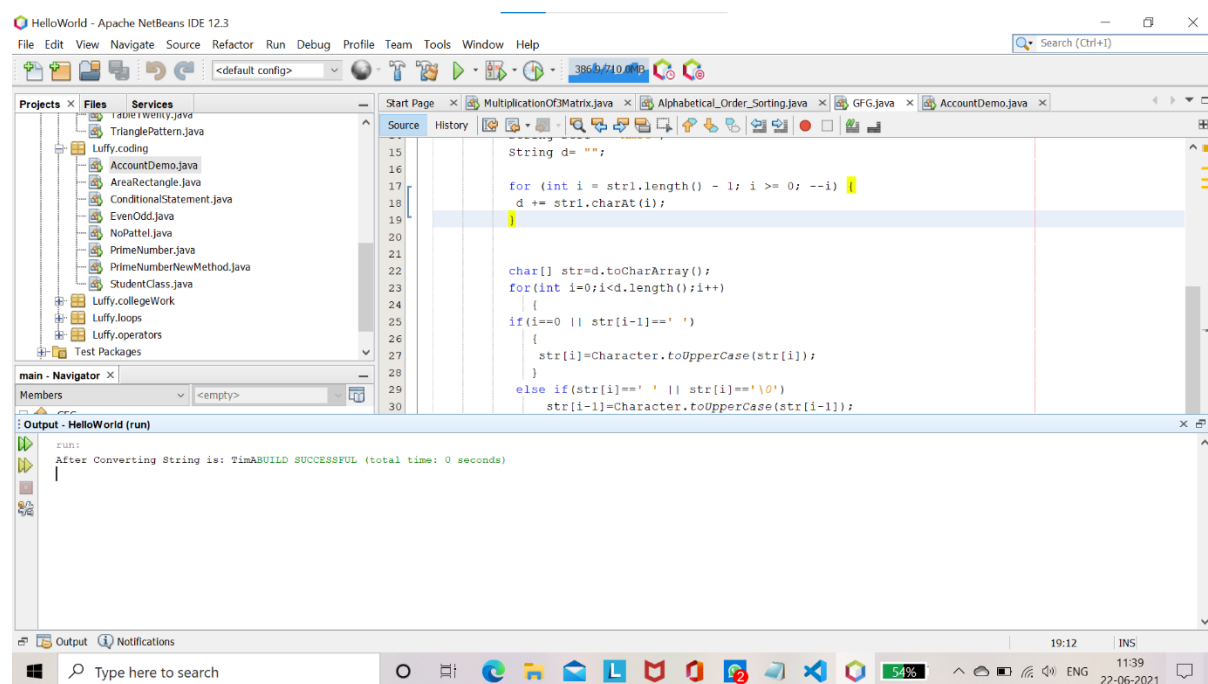 HelloWorld - Apache NetBeans IDE 12.3
File Edit View Navigate Source Refactor Run Debug Profile Team Tools Window Help
Search (Ctrl+I)
<default config>
386.9/710.0MB
Projects Files Services
Start Page MultiplicationOf3Matrix.java Alphabetical_Order_Sorting.java GFG.java AccountDemo.java
Source History
TableTwenty.java
TrianglePattern.java
Luffy.coding
AccountDemo.java
AreaRectangle.java
ConditionalStatement.java
EvenOdd.java
NoPattel.java
PrimeNumber.java
PrimeNumberNewMethod.java
StudentClass.java
Luffy.collegeWork
Luffy.loops
Luffy.operators
Test Packages
main - Navigator
Members <empty>
15 String d= "";
16
17 for (int i = str1.length() - 1; i >= 0; --i) {
18 d += str1.charAt(i);
19 }
20
21
22 char[] str=d.toCharArray();
23 for(int i=0;i<d.length();i++)
24 {
25 if(i==0 || str[i-1]==' ')
26 {
27 str[i]=Character.toUpperCase(str[i]);
28 }
29 else if(str[i]==' ' || str[i]=='\0')
30 str[i-1]=Character.toUpperCase(str[i-1]);
Output - HelloWorld (run)
run:
After Converting String is: TimABUILD SUCCESSFUL (total time: 0 seconds)
Output Notifications
19:12 INS
Type here to search
54%
ENG
11:39
22-06-2021